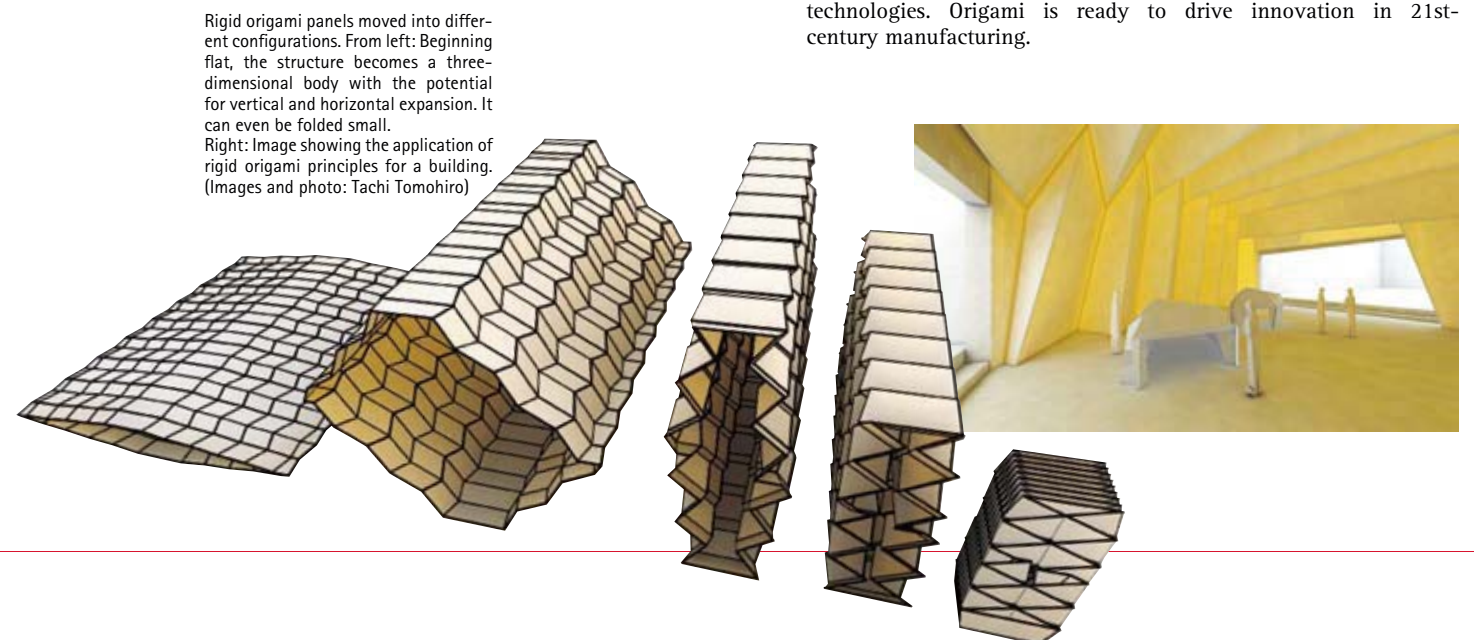 Rigid origami panels moved into differ-
ent configurations. From left: Beginning
flat, the structure becomes a three-
dimensional body with the potential
for vertical and horizontal expansion. It
can even be folded small.
Right: Image showing the application of
rigid origami principles for a building.
(Images and photo: Tachi Tomohiro)
technologies. Origami is ready to drive innovation in 21st-
century manufacturing.